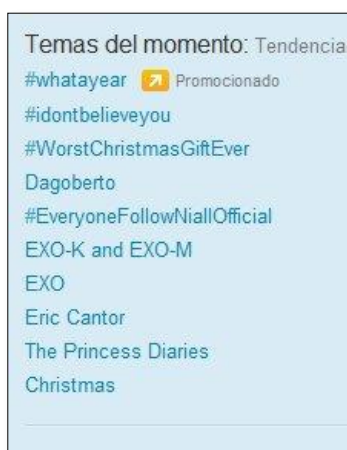 Temas del momento: Tendencia
#whatayear Promocionado
#idontbelieveyou
#WorstChristmasGiftEver
Dagoberto
#EveryoneFollowNiallOfficial
EXO-K and EXO-M
EXO
Eric Cantor
The Princess Diaries
Christmas